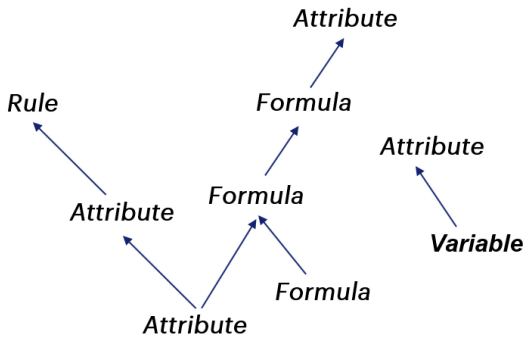 Attribute
Rule
Formula
Attribute
Formula
Attribute
Variable
Formula
Attribute